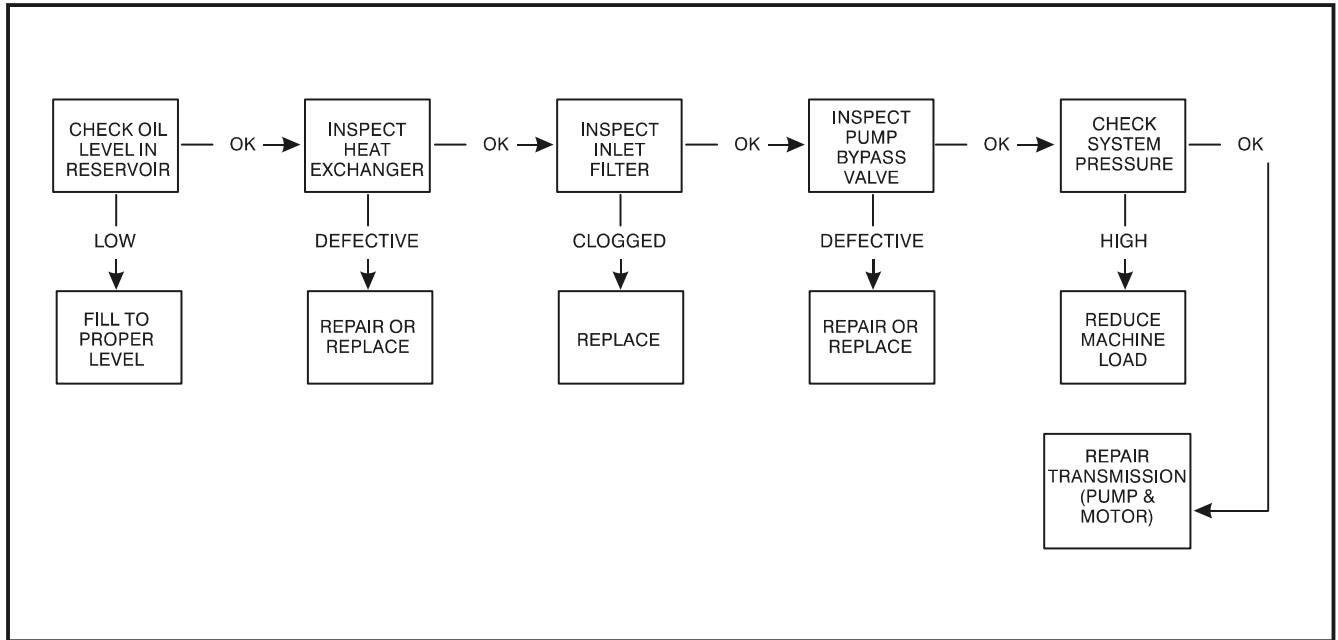 CHECK OIL
LEVEL IN
RESERVOIR
OK
INSPECT
HEAT
EXCHANGER
OK
INSPECT
INLET
FILTER
OK
INSPECT
PUMP
BYPASS
VALVE
OK
CHECK
SYSTEM
PRESSURE
OK
LOW
DEFECTIVE
CLOGGED
DEFECTIVE
HIGH
FILL TO
PROPER
LEVEL
REPAIR OR
REPLACE
REPLACE
REPAIR OR
REPLACE
REDUCE
MACHINE
LOAD
REPAIR
TRANSMISSION
(PUMP &
MOTOR)